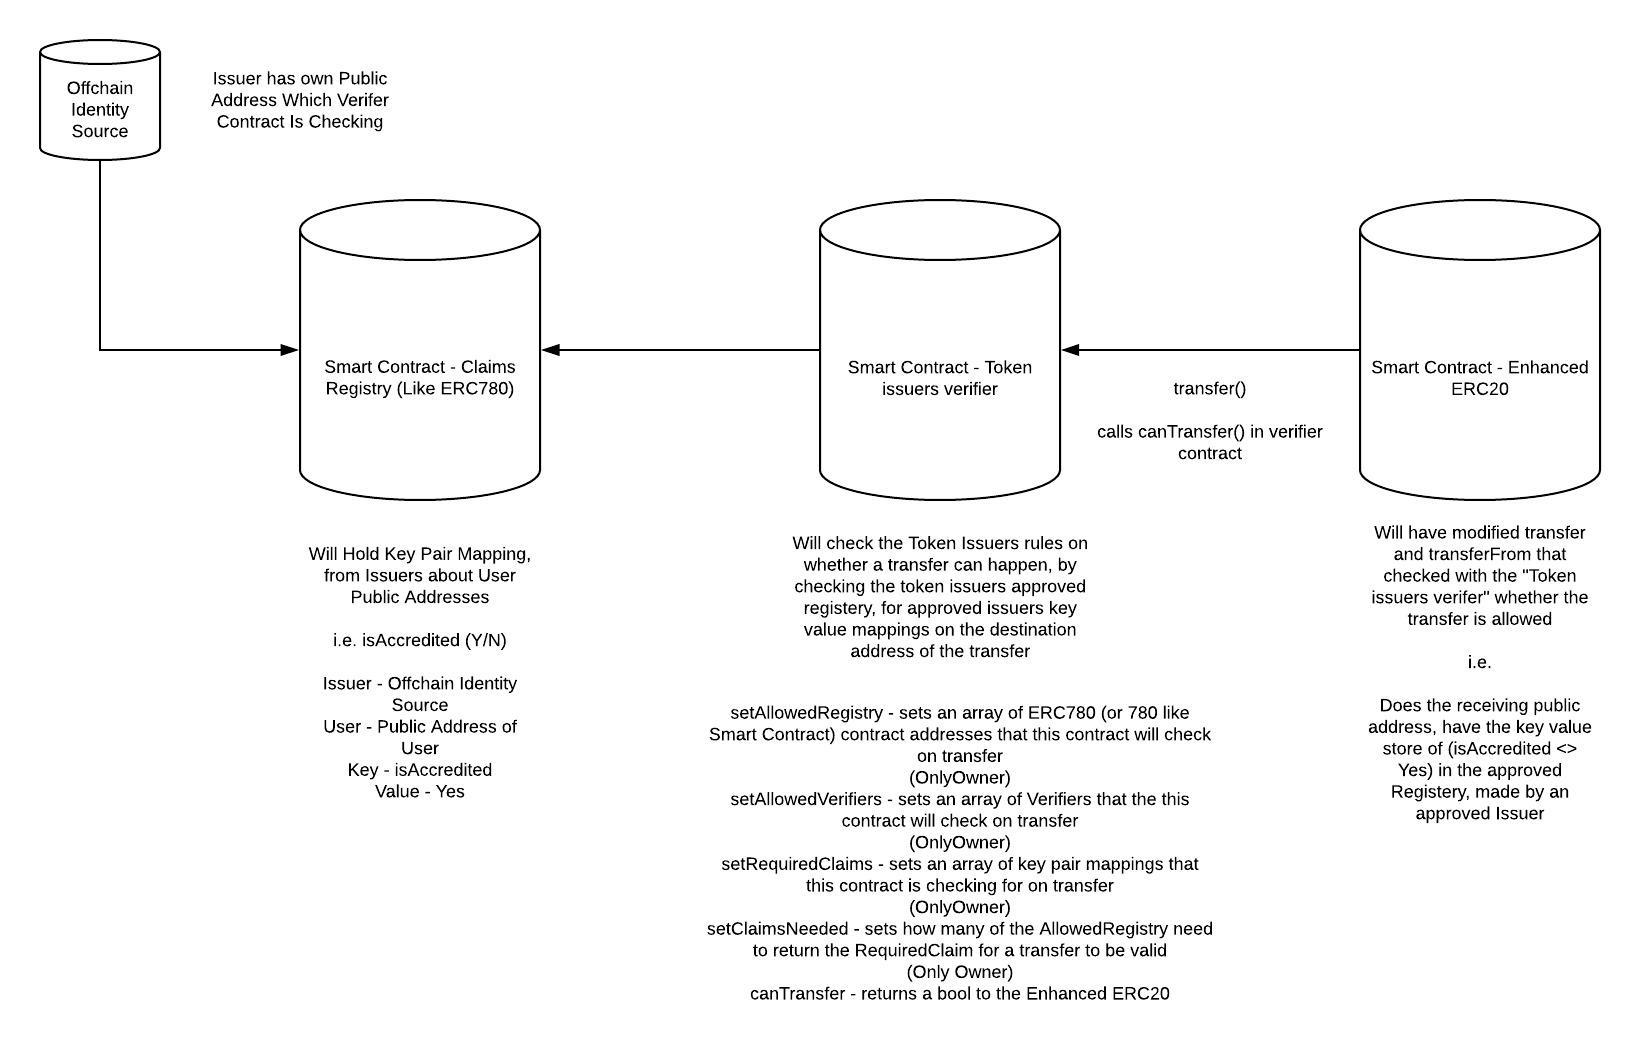 Offchain
Identity
Source
Issuer has own Public
Address Which Verifer
Contract Is Checking
Smart Contract - Claims
Registry (Like ERC780)
Smart Contract - Token
issuers verifier
transfer()
calls canTransfer() in verifier
contract
Smart Contract - Enhanced
ERC20
Will Hold Key Pair Mapping,
from Issuers about User
Public Addresses
i.e. isAccredited (Y/N)
Issuer - Offchain Identity
Source
User - Public Address of
User
Key - isAccredited
Value - Yes
Will check the Token Issuers rules on
whether a transfer can happen, by
checking the token issuers approved
registery, for approved issuers key
value mappings on the destination
address of the transfer
setAllowedRegistry - sets an array of ERC780 (or 780 like
Smart Contract) contract addresses that this contract will check
on transfer
(OnlyOwner)
setAllowedVerifiers - sets an array of Verifiers that the this
contract will check on transfer
(OnlyOwner)
setRequiredClaims - sets an array of key pair mappings that
this contract is checking for on transfer
(OnlyOwner)
setClaimsNeeded - sets how many of the AllowedRegistry need
to return the RequiredClaim for a transfer to be valid
(Only Owner)
canTransfer - returns a bool to the Enhanced ERC20
Will have modified transfer
and transferFrom that
checked with the "Token
issuers verifer" whether the
transfer is allowed
i.e.
Does the receiving public
address, have the key value
store of (isAccredited <>
Yes) in the approved
Registery, made by an
approved Issuer